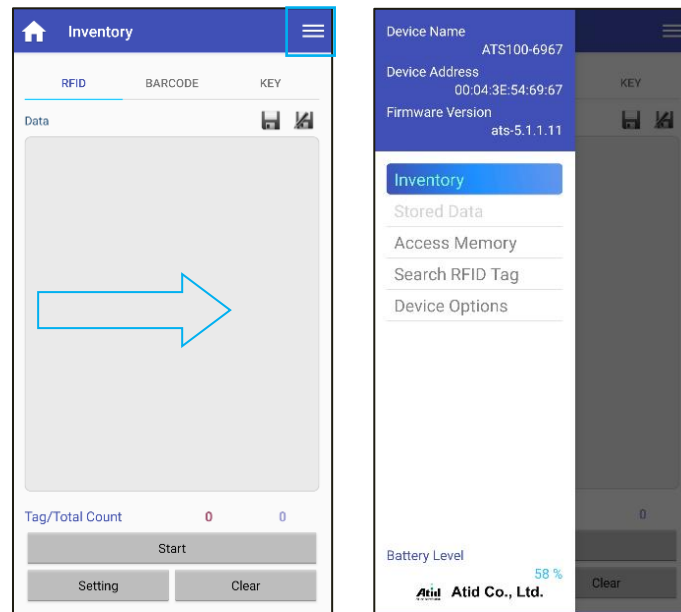 Inventory
RFID BARCODE KEY
Data
Tag/Total Count 0 0
Start
Setting Clear
Device Name
ATS100-6967
Device Address
00:04:3E:54:69:67
Firmware Version
ats-5.1.1.11
Inventory
Stored Data
Access Memory
Search RFID Tag
Device Options
Battery Level
58 %
Atid Atid Co., Ltd.
KEY
0
Clear